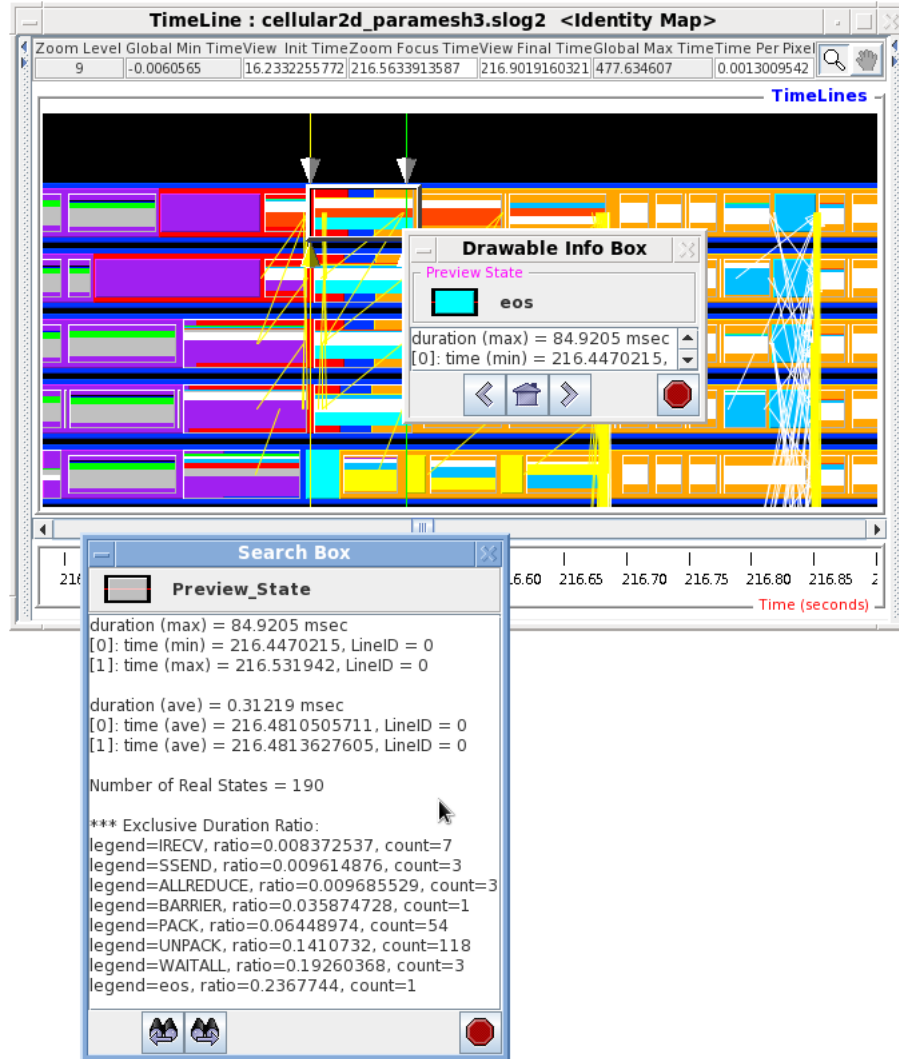 TimeLine : cellular2d_paramesh3.slog2 <Identity Map>
Zoom Level Global Min Time View Init Time Zoom Focus Time View Final Time Global Max Time Time Per Pixel
9 -0.0060565 16.2332255772 216.5633913587 216.9019160321 477.634607 0.0013009542
TimeLines
Drawable Info Box
Preview State
eos
duration (max) = 84.9205 msec
[0]: time (min) = 216.4470215,
216.65 216.70 216.75 216.80 216.85
Time (seconds)
Search Box
Preview_State
duration (max) = 84.9205 msec
[0]: time (min) = 216.4470215, LineID = 0
[1]: time (max) = 216.531942, LineID = 0
duration (ave) = 0.31219 msec
[0]: time (ave) = 216.4810505711, LineID = 0
[1]: time (ave) = 216.4813627605, LineID = 0
Number of Real States = 190
*** Exclusive Duration Ratio:
legend=IRECV, ratio=0.008372537, count=7
legend=SSEND, ratio=0.009614876, count=3
legend=ALLREDUCE, ratio=0.009685529, count=3
legend=BARRIER, ratio=0.035874728, count=1
legend=PACK, ratio=0.06448974, count=54
legend=UNPACK, ratio=0.1410732, count=118
legend=WAITALL, ratio=0.19260368, count=3
legend=eos, ratio=0.2367744, count=1